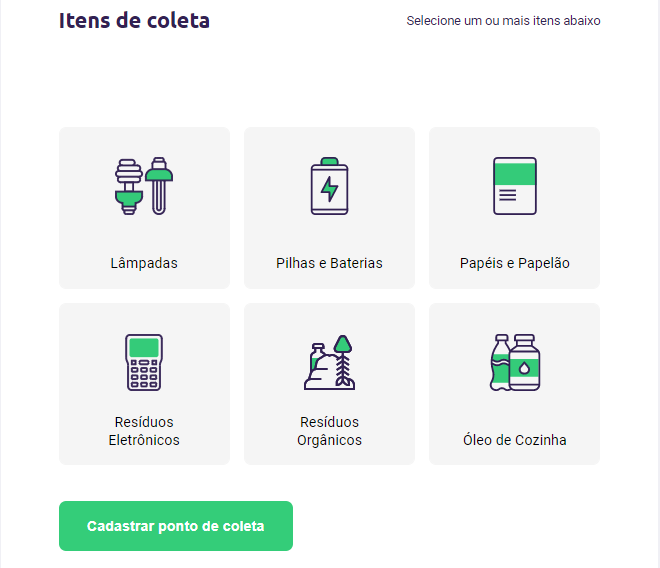 Itens de coleta
Selecione um ou mais itens abaixo
Lâmpadas
Pilhas e Baterias
Papéis e Papelão
Resíduos
Eletrônicos
Resíduos
Orgânicos
Óleo de Cozinha
Cadastrar ponto de coleta